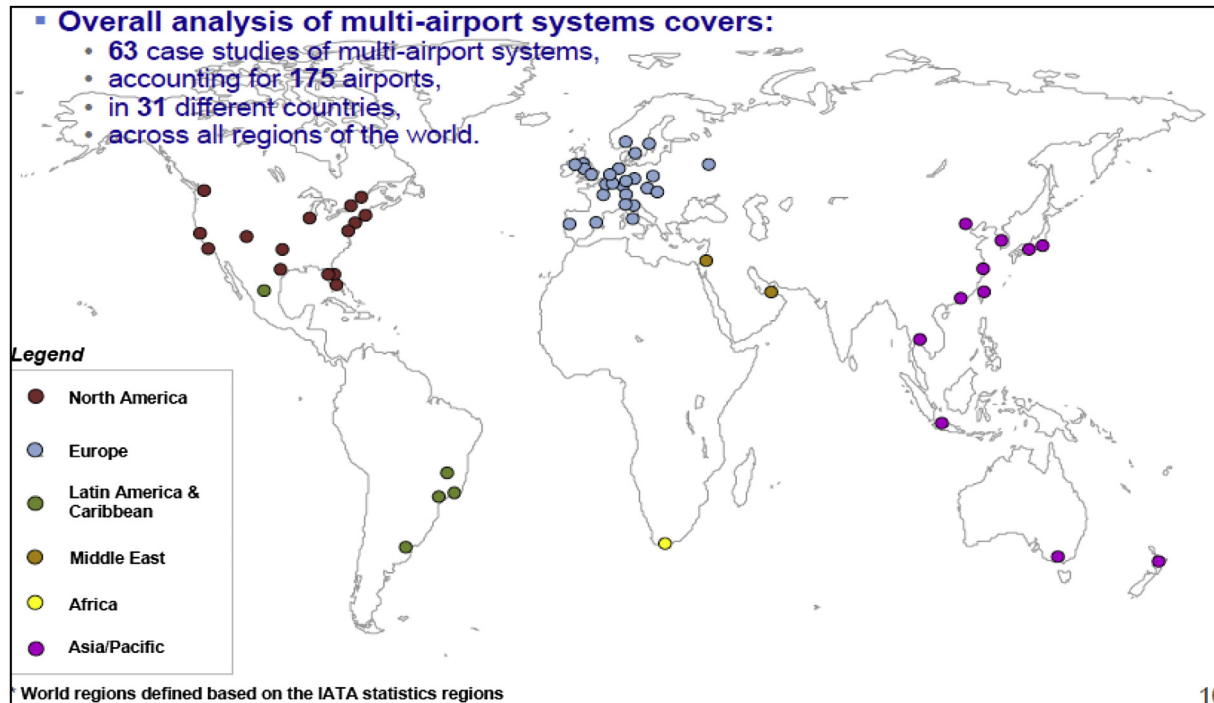 ▪ Overall analysis of multi-airport systems covers:
• 63 case studies of multi-airport systems,
• accounting for 175 airports,
• in 31 different countries,
• across all regions of the world.
Legend
North America
Europe
Latin America &
Caribbean
Middle East
Africa
Asia/Pacific
* World regions defined based on the IATA statistics regions